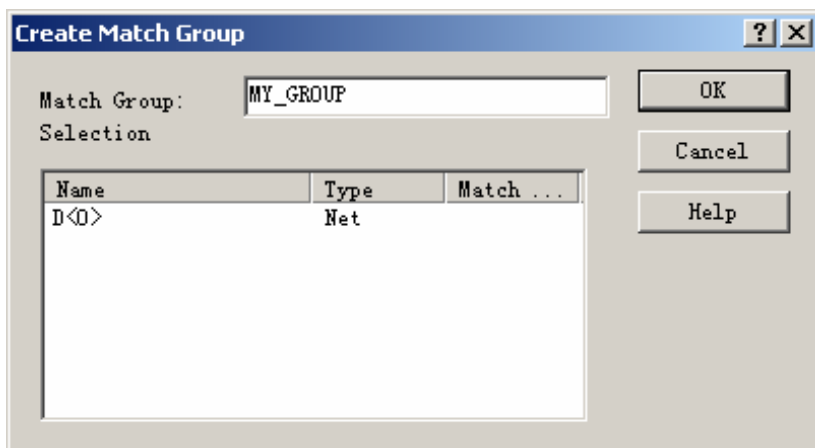 Create Match Group
Match Group: MY_GROUP OK
Selection
Cancel
Name Type Match ...
D<0> Net
Help